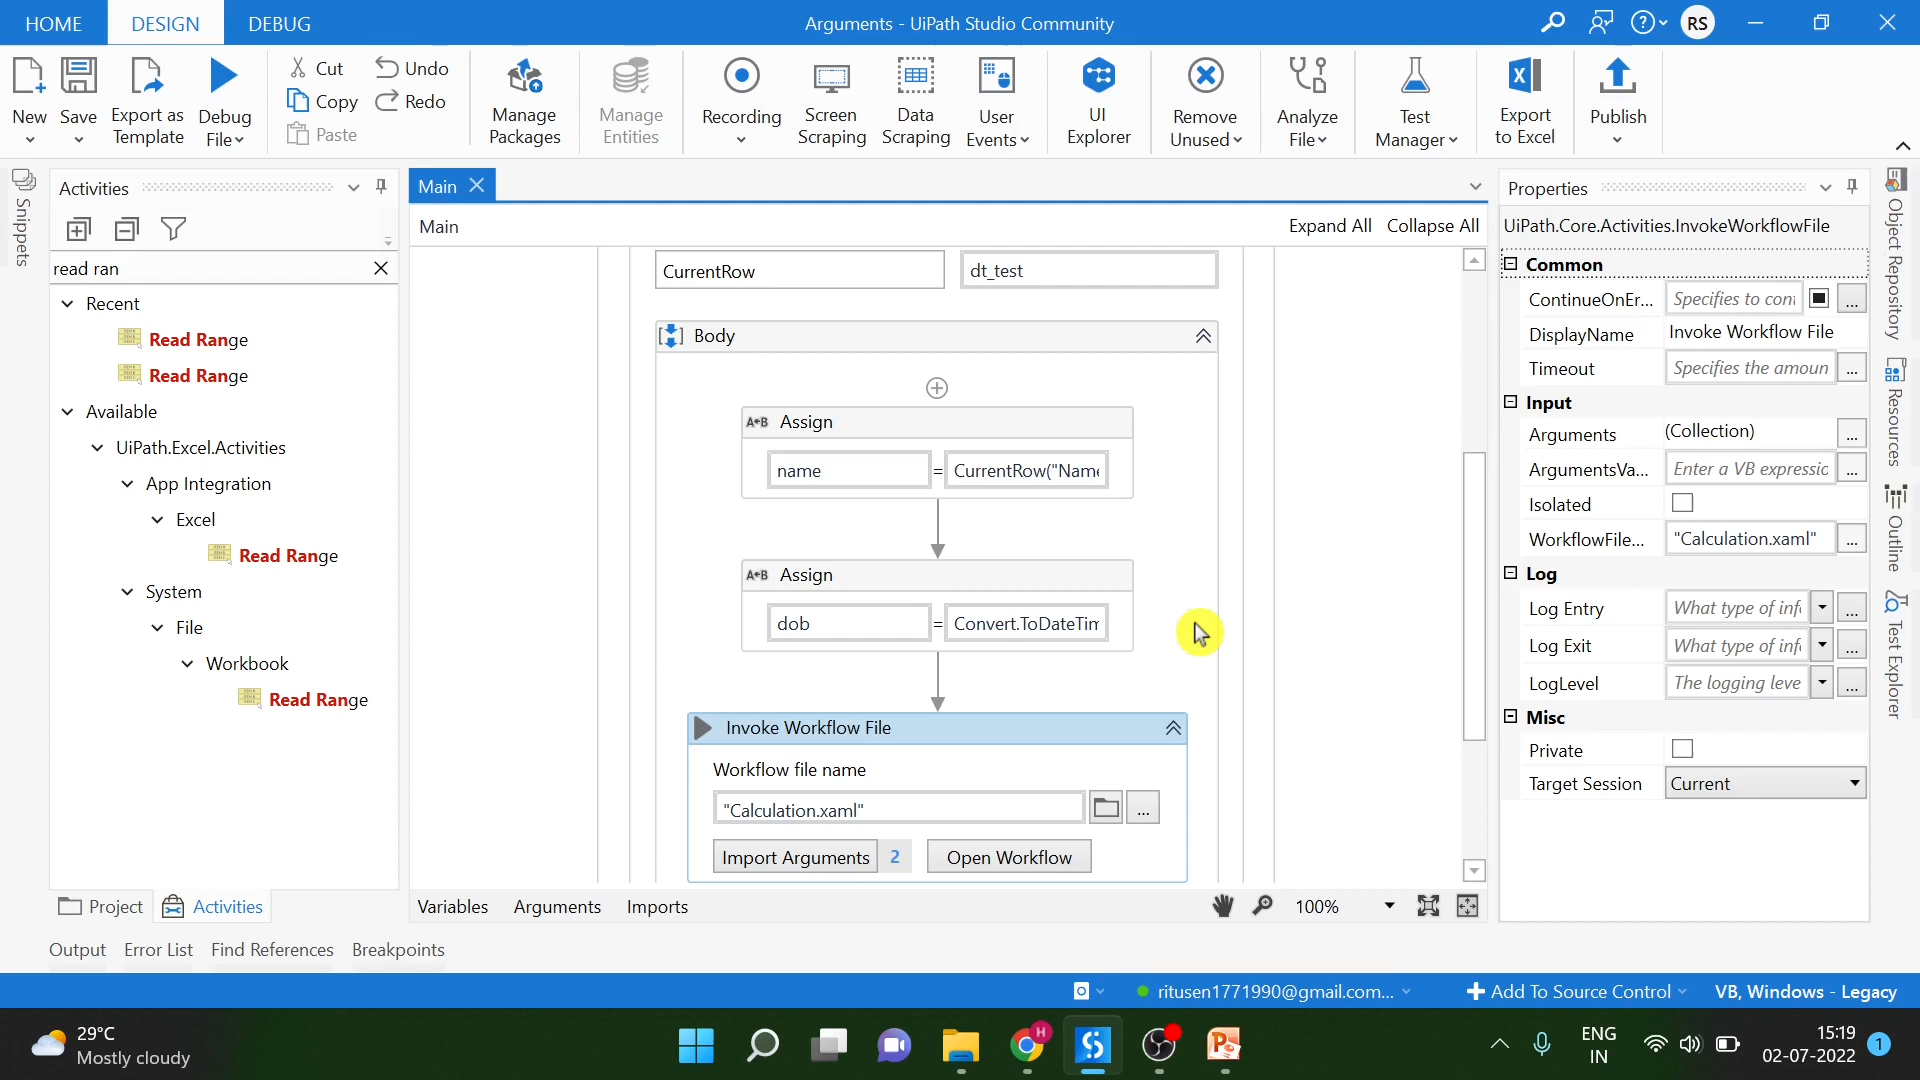 HOME
DESIGN
DEBUG
Arguments - UiPath Studio Community
RS
New
Save
Export as
Template
Debug
File
Cut
Copy
Paste
Undo
Redo
Manage
Packages
Manage
Entities
Recording
Screen
Scraping
Data
Scraping
User
Events
UI
Explorer
Remove
Unused
Analyze
File
Test
Manager
Export
to Excel
Publish
Snippets
Activities
read ran
Recent
Read Range
Read Range
Available
UiPath.Excel.Activities
App Integration
Excel
Read Range
System
File
Workbook
Read Range
Project
Activities
Main
Main
Expand All
Collapse All
CurrentRow
dt_test
Body
A+B Assign
name
=
CurrentRow("Name
A+B Assign
dob
=
Convert.ToDateTim
Invoke Workflow File
Workflow file name
"Calculation.xaml"
...
Import Arguments
2
Open Workflow
Variables
Arguments
Imports
100%
Properties
UiPath.Core.Activities.InvokeWorkflowFile
Common
ContinueOnEr...
Specifies to cont
...
DisplayName
Invoke Workflow File
Timeout
Specifies the amoun
...
Input
Arguments
(Collection)
...
ArgumentsVa...
Enter a VB expressio
...
Isolated
WorkflowFile...
"Calculation.xaml"
...
Log
Log Entry
What type of info
...
Log Exit
What type of info
...
LogLevel
The logging leve
...
Misc
Private
Target Session
Current
Object Repository
Resources
Outline
Test Explorer
Output
Error List
Find References
Breakpoints
ritusen1771990@gmail.com...
Add To Source Control
VB, Windows - Legacy
29°C
Mostly cloudy
H
ENG
IN
15:19
02-07-2022
1